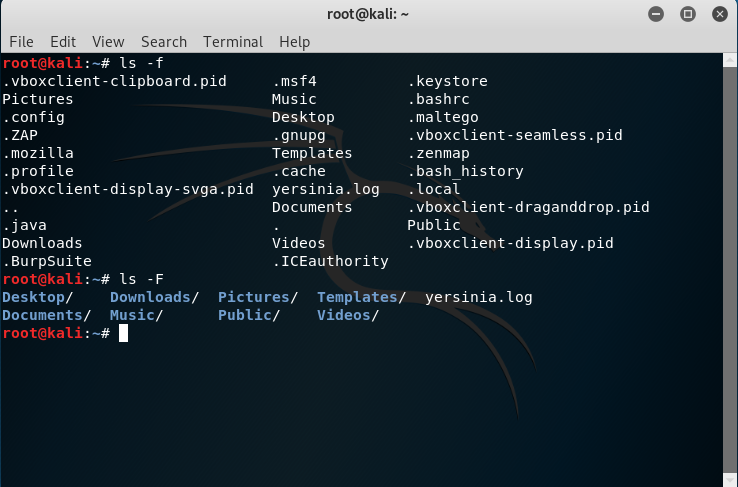 root@kali: ~
File Edit View Search Terminal Help
root@kali:~# ls -f
.vboxclient-clipboard.pid .msf4 .keystore
Pictures Music .bashrc
.config Desktop .maltego
.ZAP .gnupg .vboxclient-seamless.pid
.mozilla Templates .zenmap
.profile .cache .bash_history
.vboxclient-display-svga.pid yersinia.log .local
.. Documents .vboxclient-draganddrop.pid
.java . Public
Downloads Videos .vboxclient-display.pid
.BurpSuite .ICEauthority
root@kali:~# ls -F
Desktop/ Downloads/ Pictures/ Templates/ yersinia.log
Documents/ Music/ Public/ Videos/
root@kali:~#